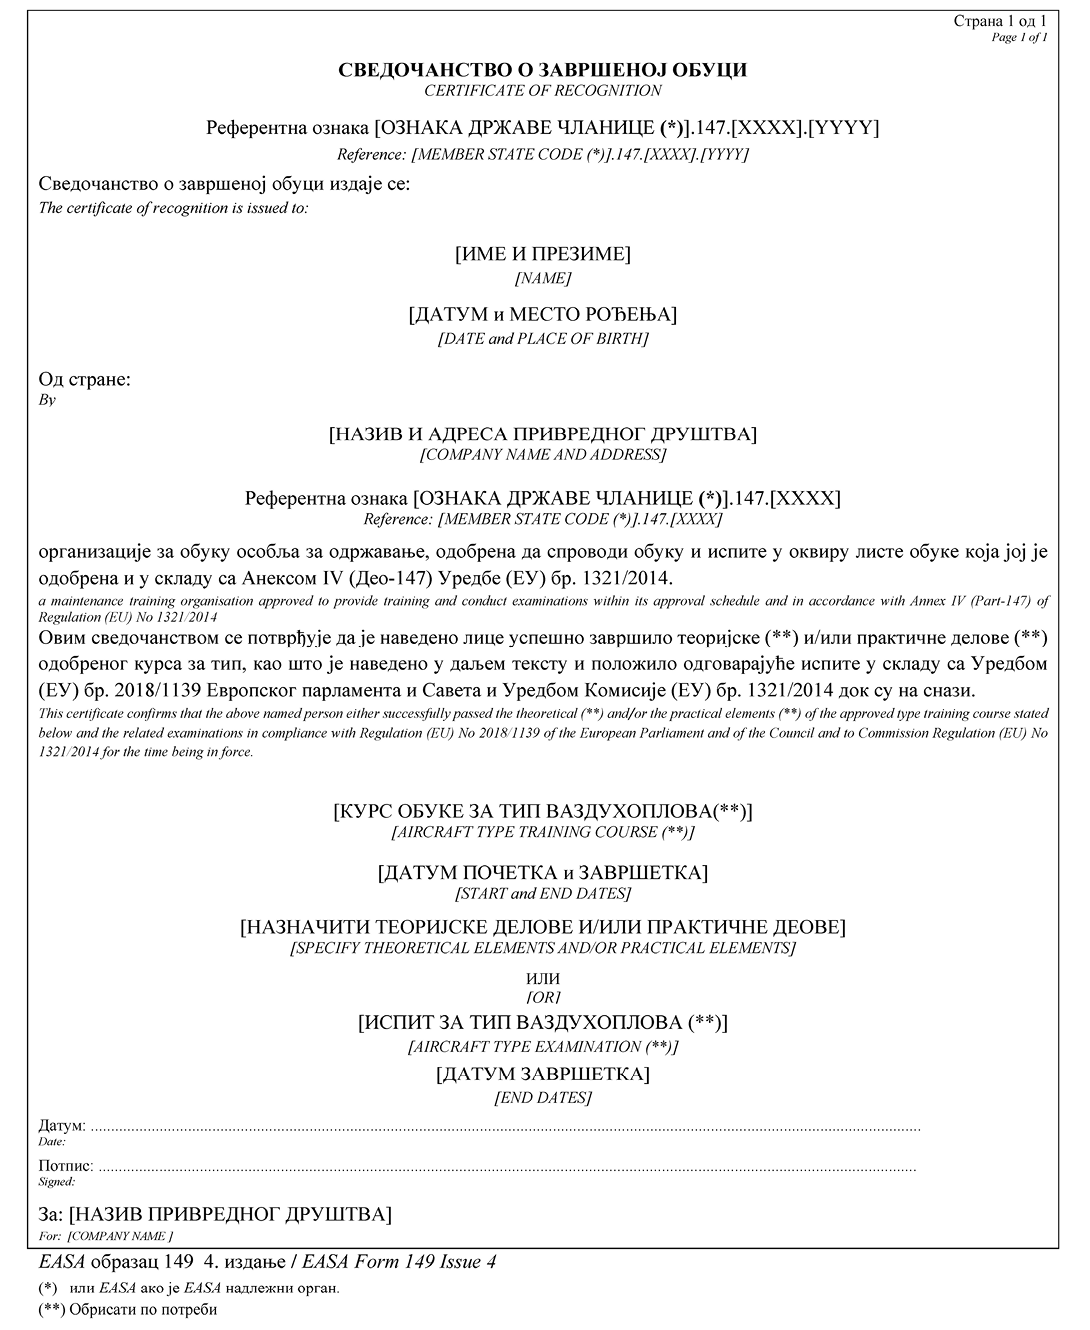 Страна 1 од 1
Page 1 of 1
СВЕДОЧАНСТВО О ЗАВРШЕНОЈ ОБУЦИ
CERTIFICATE OF RECOGNITION
Референтна ознака [ОЗНАКА ДРЖАВЕ ЧЛАНИЦЕ (*)].147.[XXXX].[YYYY]
Reference: [MEMBER STATE CODE (*)].147.[XXXX].[YYYY]
Сведочанство о завршеној обуци издаје се:
The certificate of recognition is issued to:
[ИМЕ И ПРЕЗИМЕ]
[NAME]
[ДАТУМ и МЕСТО РОЂЕЊА]
[DATE and PLACE OF BIRTH]
Од стране:
By
[НАЗИВ И АДРЕСА ПРИВРЕДНОГ ДРУШТВА]
[COMPANY NAME AND ADDRESS]
Референтна ознака [ОЗНАКА ДРЖАВЕ ЧЛАНИЦЕ (*)].147.[XXXX]
Reference: [MEMBER STATE CODE (*)].147.[XXXX]
организације за обуку особља за одржавање, одобрена да спроводи обуку и испите у оквиру листе обуке која јој је
одобрена и у складу са Анексом IV (Део-147) Уредбе (ЕУ) бр. 1321/2014.
a maintenance training organisation approved to provide training and conduct examinations within its approval schedule and in accordance with Annex IV (Part-147) of
Regulation (EU) No 1321/2014
Овим сведочанством се потврђује да је наведено лице успешно завршило теоријске (**) и/или практичне делове (**)
одобреног курса за тип, као што је наведено у даљем тексту и положило одговарајуће испите у складу са Уредбом
(ЕУ) бр. 2018/1139 Европског парламента и Савета и Уредбом Комисије (ЕУ) бр. 1321/2014 док су на снази.
This certificate confirms that the above named person either successfully passed the theoretical (**) and/or the practical elements (**) of the approved type training course stated
below and the related examinations in compliance with Regulation (EU) No 2018/1139 of the European Parliament and of the Council and to Commission Regulation (EU) No
1321/2014 for the time being in force.
[КУРС ОБУКЕ ЗА ТИП ВАЗДУХОПЛОВА(**)]
[AIRCRAFT TYPE TRAINING COURSE (**)]
[ДАТУМ ПОЧЕТКА и ЗАВРШЕТКА]
[START and END DATES]
[НАЗНАЧИТИ ТЕОРИЈСКЕ ДЕЛОВЕ И/ИЛИ ПРАКТИЧНЕ ДЕОВЕ]
[SPECIFY THEORETICAL ELEMENTS AND/OR PRACTICAL ELEMENTS]
ИЛИ
[OR]
[ИСПИТ ЗА ТИП ВАЗДУХОПЛОВА (**)]
[AIRCRAFT TYPE EXAMINATION (**)]
[ДАТУМ ЗАВРШЕТКА]
[END DATES]
Датум: ........................................................................
Date:
Потпис: ........................................................................
Signed:
За: [НАЗИВ ПРИВРЕДНОГ ДРУШТВА]
For: [COMPANY NAME ]
EASA образац 149 4. издање / EASA Form 149 Issue 4
(*) или EASA ако је EASA надлежни орган.
(**) Обрисати по потреби